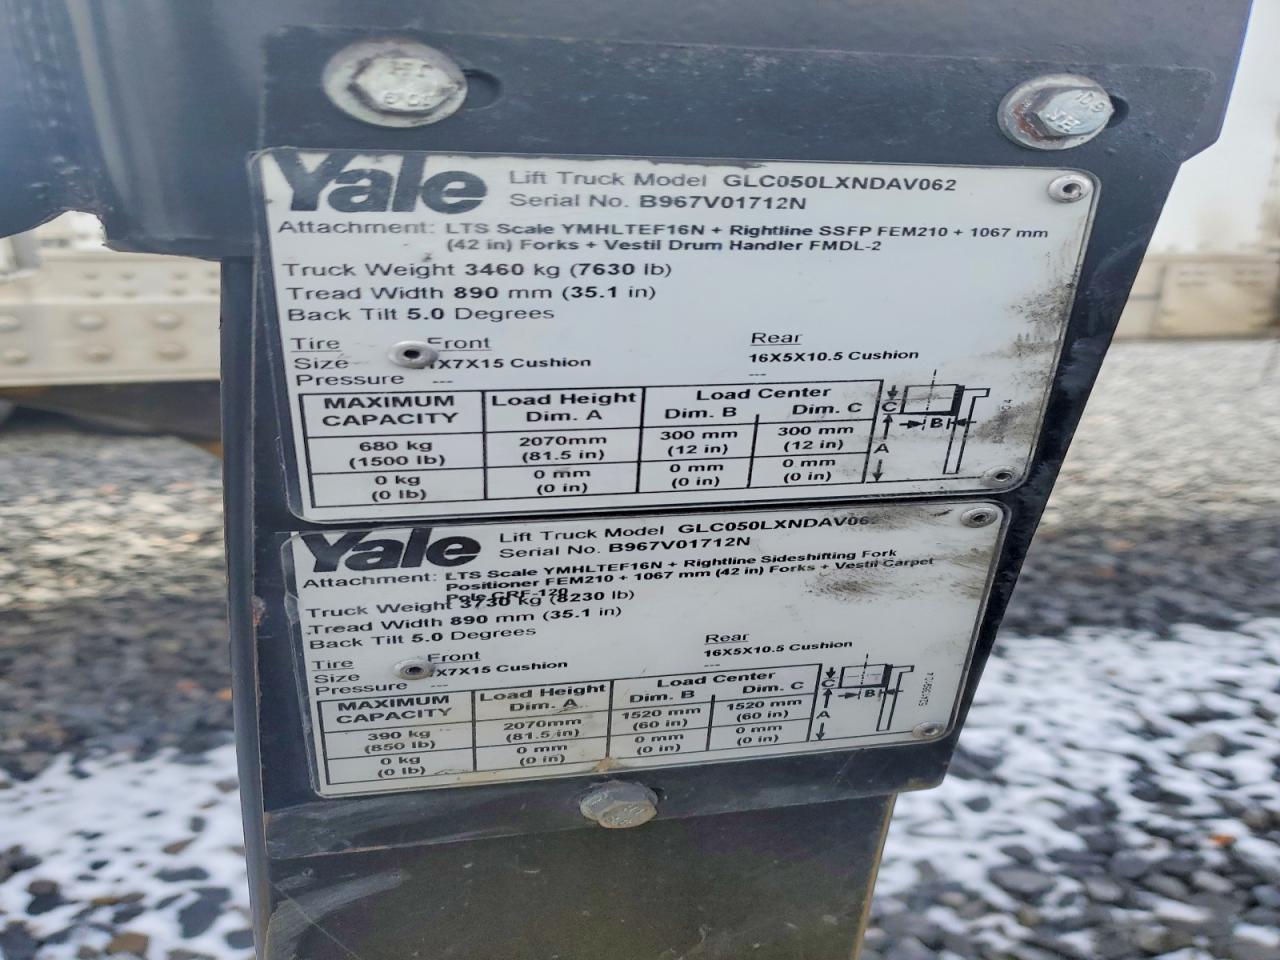 Yale Lift Truck Model GLC050LXNDAV062
Serial No. B967V01712N
Attachment: LTS Scale YMHLTEF16N + Rightline SSFP FEM210 + 1067 mm
(42 in) Forks + Vestil Drum Handler FMDL-2
Truck Weight 3460 kg (7630 lb)
Tread Width 890 mm (35.1 in)
Back Tilt 5.0 Degrees
Tire Front Rear
Size X7X15 Cushion 16X5X10.5 Cushion
Pressure --- ---
MAXIMUM CAPACITY Load Height Dim. A Load Center Dim. B Dim. C
680 kg (1500 lb) 2070mm (81.5 in) 300 mm (12 in) 300 mm (12 in)
0 kg (0 lb) 0 mm (0 in) 0 mm (0 in) 0 mm (0 in)
C B A
Yale Lift Truck Model GLC050LXNDAV06
Serial No. B967V01712N
Attachment: LTS Scale YMHLTEF16N + Rightline Sideshifting Fork
Positioner FEM210 + 1067 mm (42 in) Forks + Vestil Carpet
Pole CRF-120
Truck Weight 3730 kg (8230 lb)
Tread Width 890 mm (35.1 in)
Back Tilt 5.0 Degrees
Tire Front Rear
Size X7X15 Cushion 16X5X10.5 Cushion
Pressure --- ---
MAXIMUM CAPACITY Load Height Dim. A Load Center Dim. B Dim. C
390 kg (850 lb) 2070mm (81.5 in) 1520 mm (60 in) 1520 mm (60 in)
0 kg (0 lb) 0 mm (0 in) 0 mm (0 in) 0 mm (0 in)
C B A
10.9